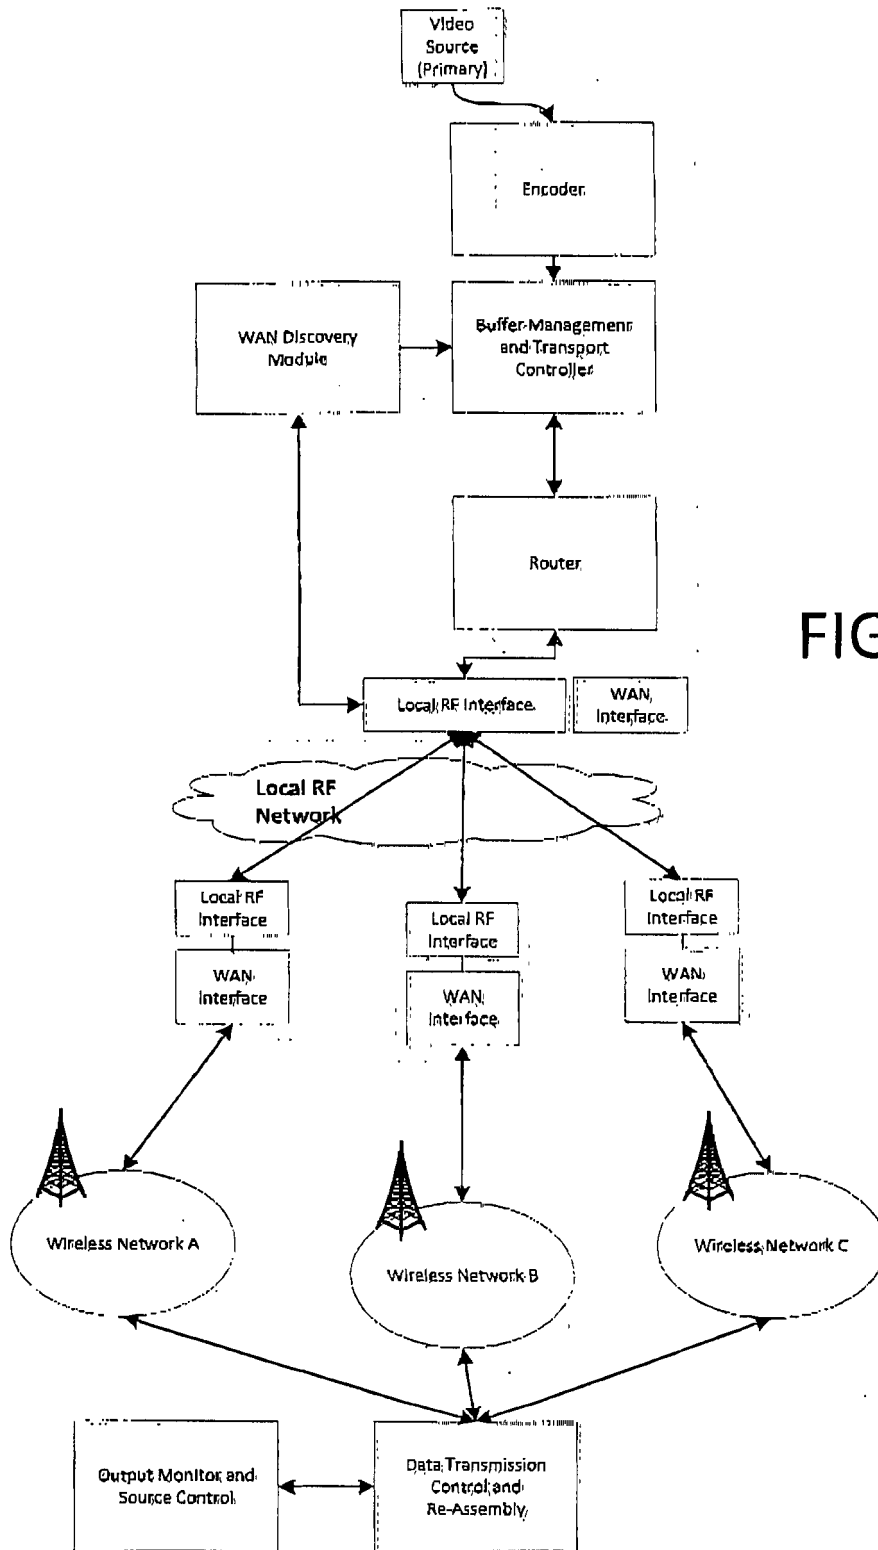 Video
Source
(Primary)
Encoder
WAN Discovery
Module
Buffer Management
and Transport
Controller
Router
FIG
Local RF Interface
WAN
Interface
Local RF
Network
Local RF
Interface
WAN
Interface
Local RF
Interface
WAN
Interface
Local RF
Interface
WAN
Interface
Wireless Network A
Wireless Network B
Wireless Network C
Output Monitor and
Source Control
Data Transmission
Control and
Re-Assembly